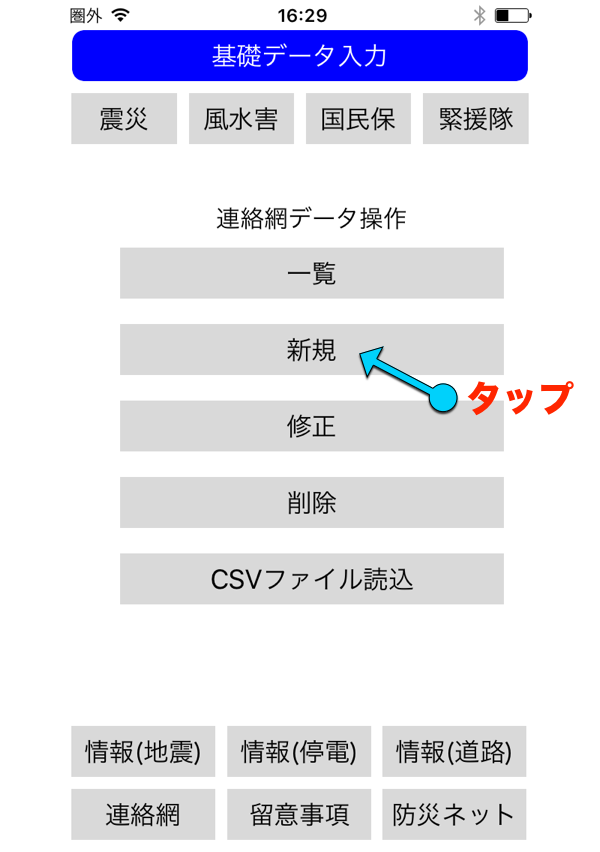 圏外 16:29
基礎データ入力
震災 風水害 国民保 緊援隊
連絡網データ操作
一覧
新規
タップ
修正
削除
CSVファイル読込
情報(地震) 情報(停電) 情報(道路)
連絡網 留意事項 防災ネット